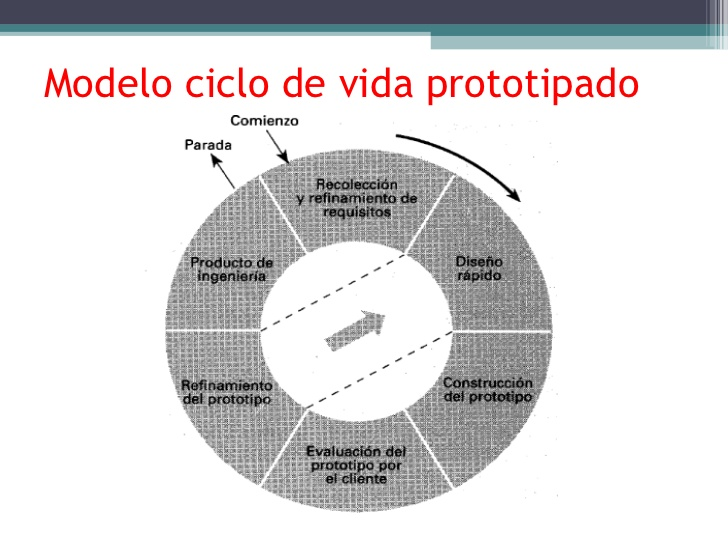 Modelo ciclo de vida prototipado
Comienzo
Parada
Recolección
y refinamiento de
requisitos
Diseño
rápido
Construcción
del prototipo
Evaluación del
prototipo por
el cliente
Refinamiento
del prototipo
Producto de
ingeniería